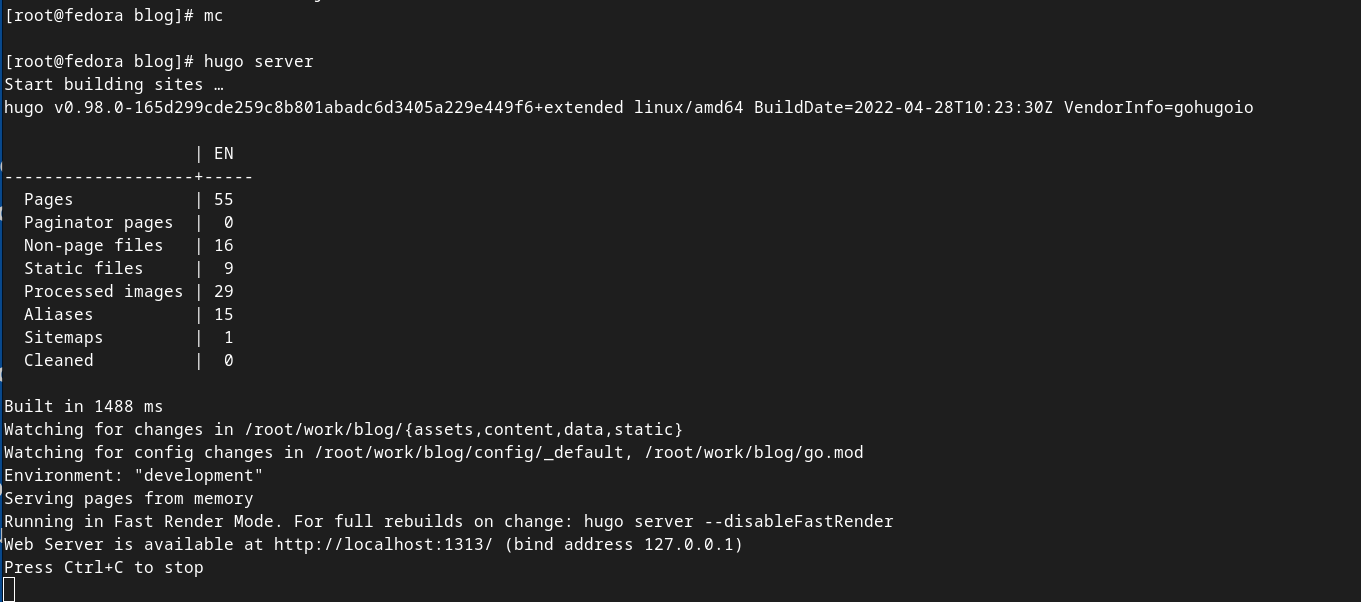 [root@fedora blog]# mc
[root@fedora blog]# hugo server
Start building sites …
hugo v0.98.0-165d299cde259c8b801abadc6d3405a229e449f6+extended linux/amd64 BuildDate=2022-04-28T10:23:30Z VendorInfo=gohugoio
                   | EN
-------------------+-----
  Pages            | 55
  Paginator pages  |  0
  Non-page files   | 16
  Static files     |  9
  Processed images | 29
  Aliases          | 15
  Sitemaps         |  1
  Cleaned          |  0
Built in 1488 ms
Watching for changes in /root/work/blog/{assets,content,data,static}
Watching for config changes in /root/work/blog/config/_default, /root/work/blog/go.mod
Environment: "development"
Serving pages from memory
Running in Fast Render Mode. For full rebuilds on change: hugo server --disableFastRender
Web Server is available at http://localhost:1313/ (bind address 127.0.0.1)
Press Ctrl+C to stop